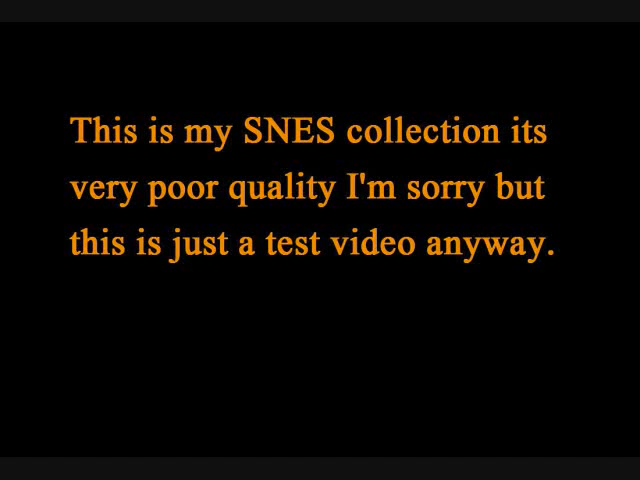 This is my SNES collection its
very poor quality I'm sorry but
this is just a test video anyway.